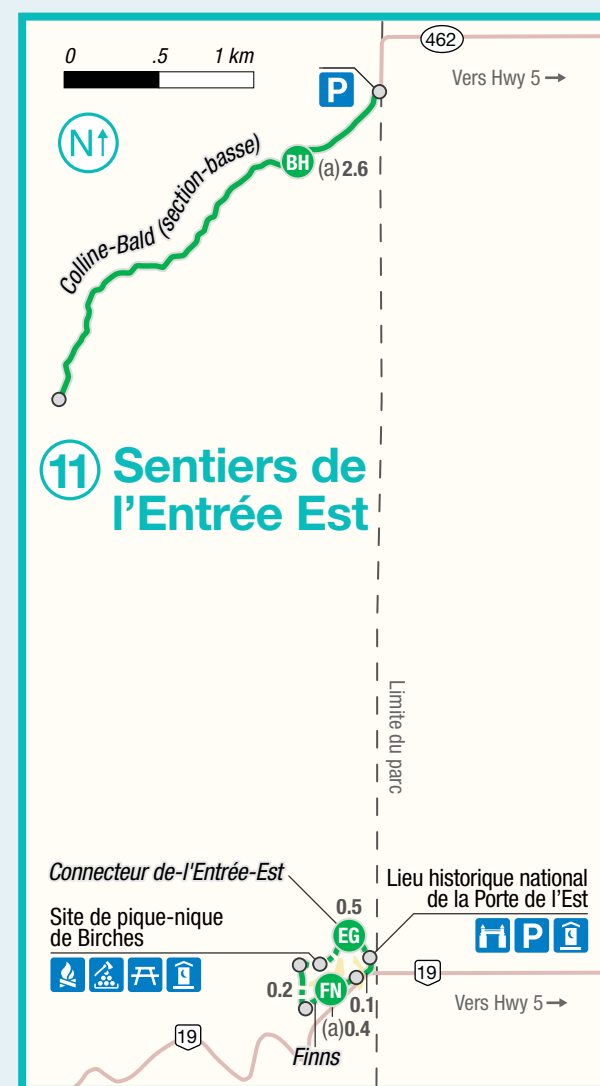 0 .5 1 km
462
P
Vers Hwy 5
N
BH
(a) 2.6
Colline-Bald (section-basse)
11 Sentiers de
l'Entrée Est
Limite du parc
Connecteur de-l'Entrée-Est
Lieu historique national
de la Porte de l'Est
P
Site de pique-nique
de Birches
0.5
EG
19
0.2
FN
0.1
Vers Hwy 5
(a) 0.4
19
Finns